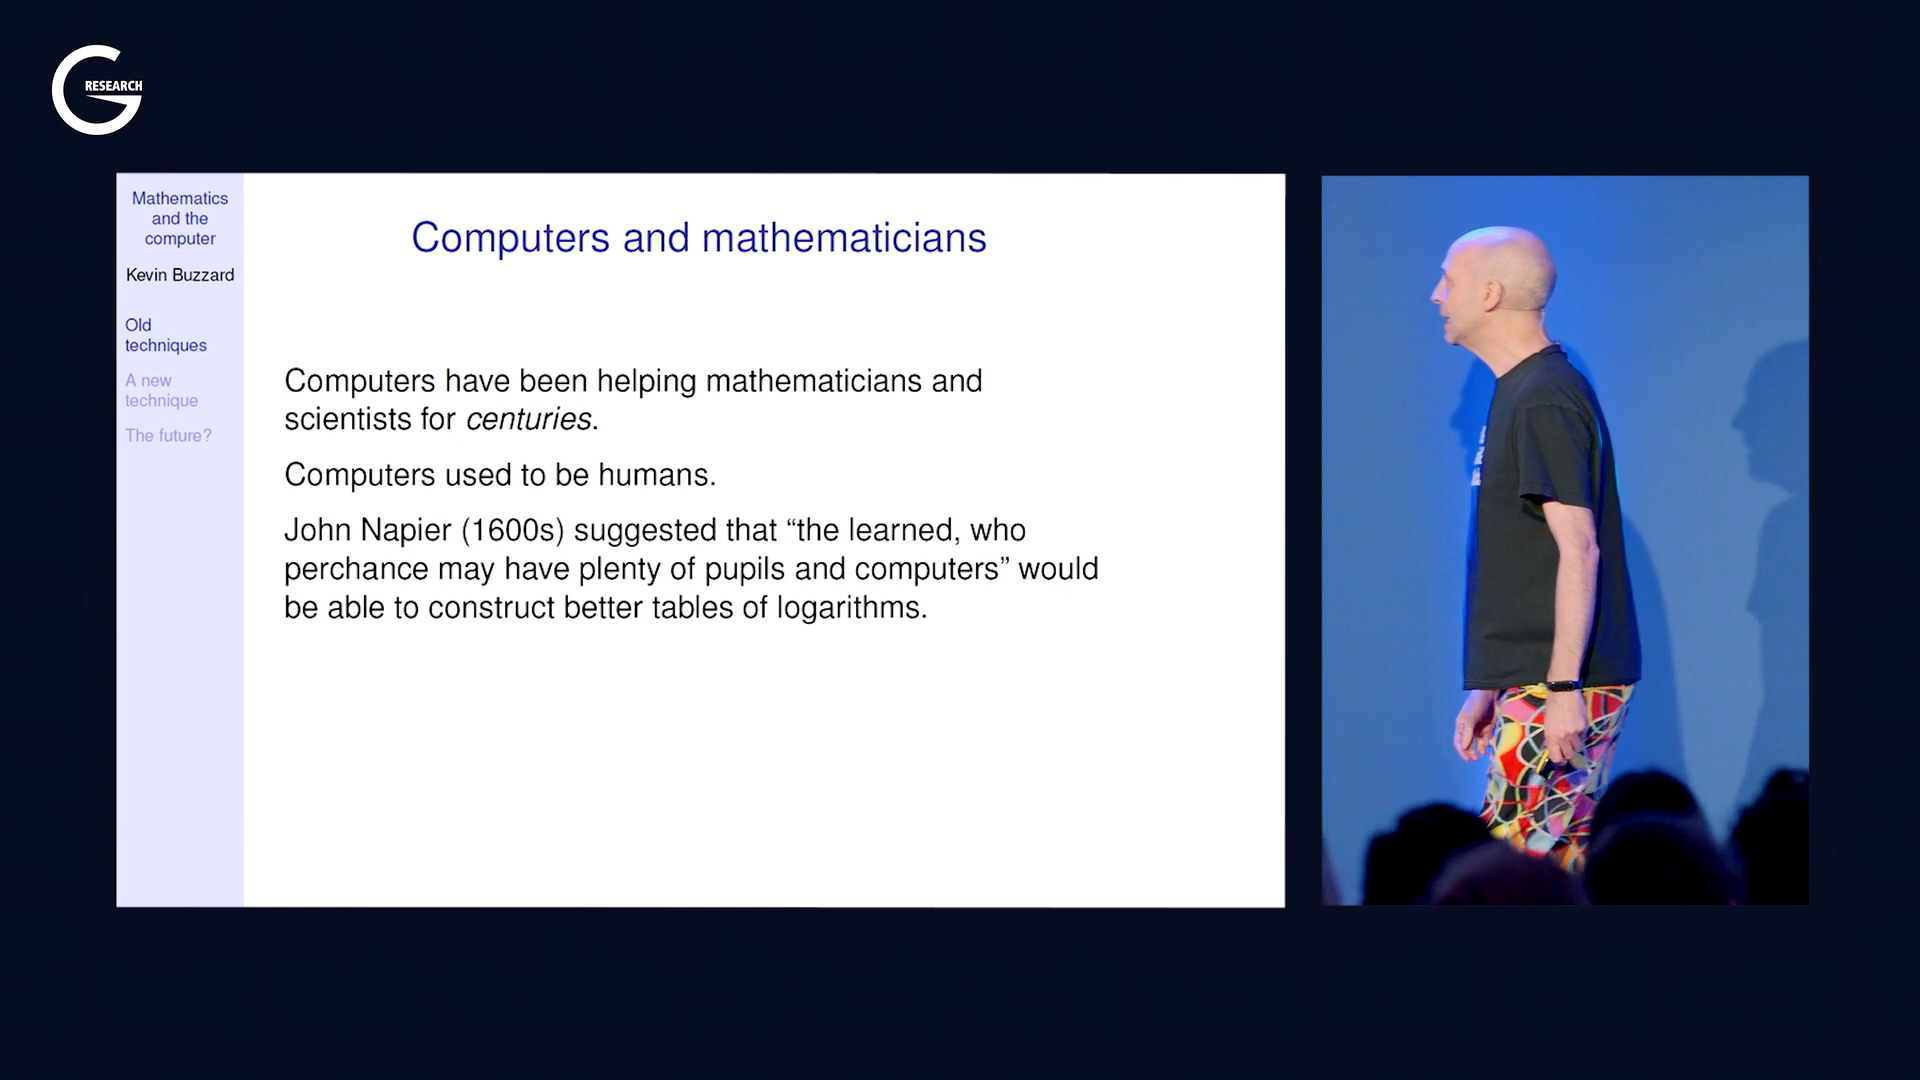 RESEARCH
Mathematics
and the
computer
Kevin Buzzard
Old
techniques
A new
technique
The future?
Computers and mathematicians
Computers have been helping mathematicians and
scientists for centuries.
Computers used to be humans.
John Napier (1600s) suggested that “the learned, who
perchance may have plenty of pupils and computers” would
be able to construct better tables of logarithms.